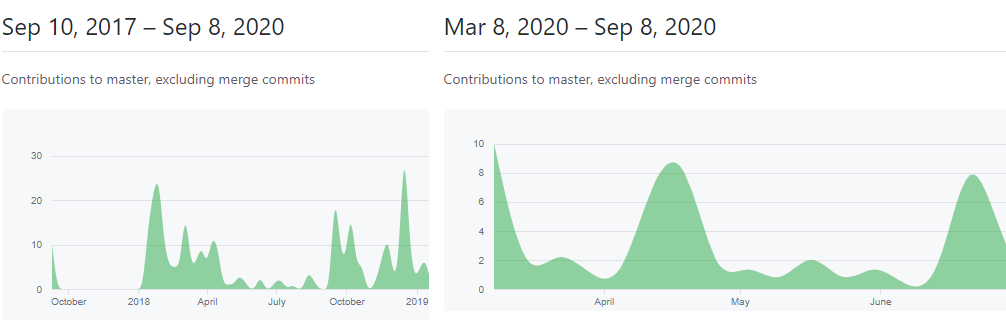 Sep 10, 2017 – Sep 8, 2020
Contributions to master, excluding merge commits
30
20
10
0
October 2018 April July October 2019
Mar 8, 2020 – Sep 8, 2020
Contributions to master, excluding merge commits
10
8
6
4
2
0
April May June